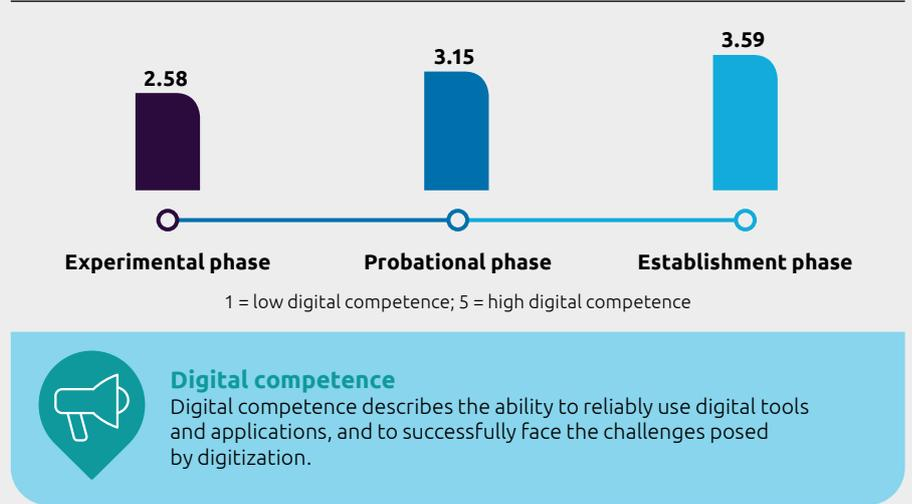 2.58
3.15
3.59
Experimental phase
Probational phase
Establishment phase
1 = low digital competence; 5 = high digital competence
Digital competence
Digital competence describes the ability to reliably use digital tools
and applications, and to successfully face the challenges posed
by digitization.